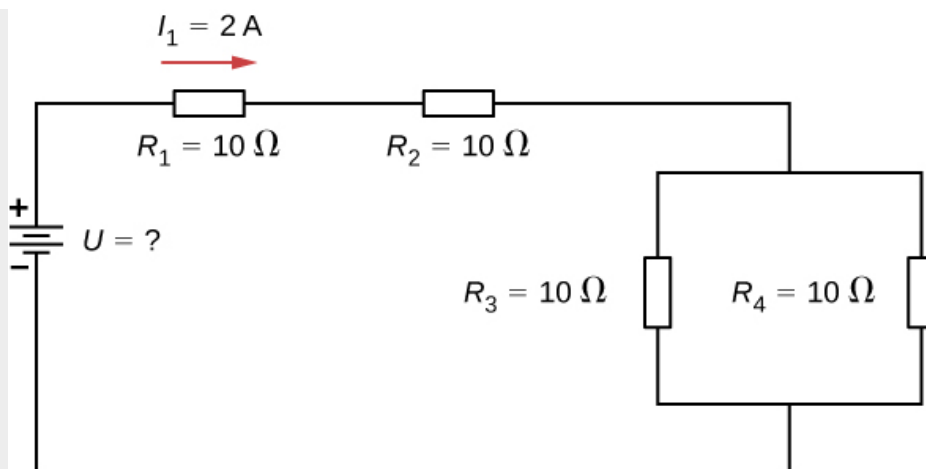 I₁ = 2 A
R₁ = 10 Ω
R₂ = 10 Ω
+
U = ?
−
R₃ = 10 Ω
R₄ = 10 Ω